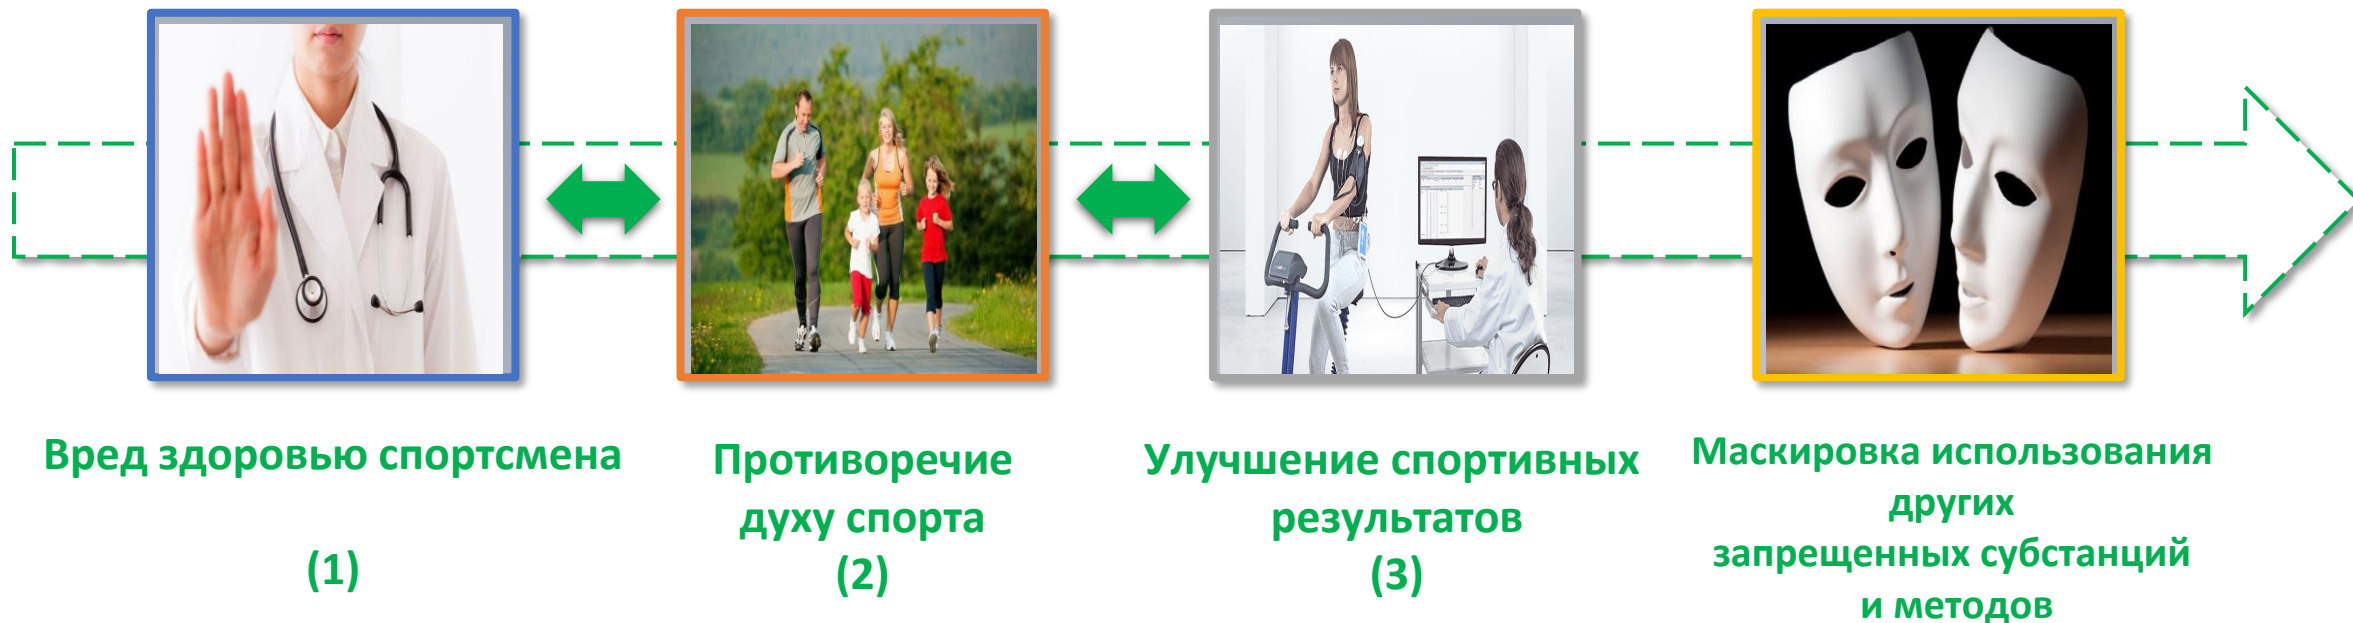 Вред здоровью спортсмена
(1)
Противоречие
духу спорта
(2)
Улучшение спортивных
результатов
(3)
Маскировка использования
других
запрещенных субстанций
и методов